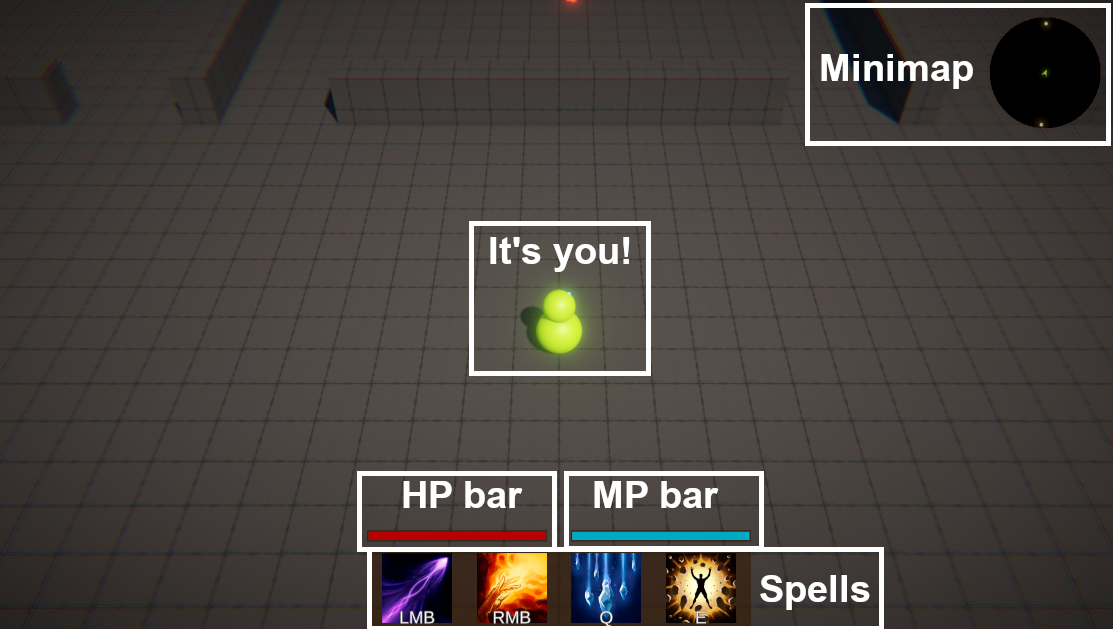 Minimap
It's you!
HP bar
MP bar
LMB
RMB
Q
E
Spells